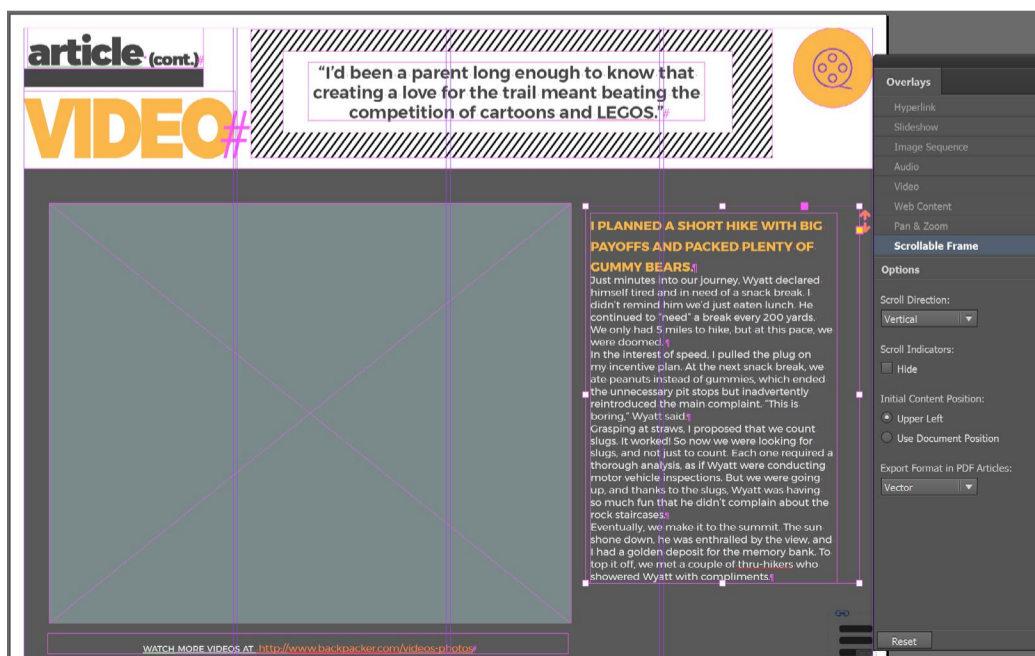 article (cont.)
VIDEO
“I’d been a parent long enough to know that
creating a love for the trail meant beating the
competition of cartoons and LEGOS.”
I PLANNED A SHORT HIKE WITH BIG
PAYOFFS AND PACKED PLENTY OF
GUMMY BEARS.
Just minutes into our journey, Wyatt declared
himself tired and in need of a snack break. I
didn’t remind him we’d just eaten lunch. He
continued to “need” a break every 200 yards.
We only had 5 miles to hike, but at this pace, we
were doomed.
In the interest of speed, I pulled the plug on
my incentive plan. At the next snack break, we
ate peanuts instead of gummies, which ended
the unnecessary pit stops but inadvertently
reintroduced the main complaint. “This is
boring,” Wyatt said.
Grasping at straws, I proposed that we count
slugs. It worked! So now we were looking for
slugs, and not just to count. Each one required a
thorough analysis, as if Wyatt were conducting
motor vehicle inspections. But we were going
up, and thanks to the slugs, Wyatt was having
so much fun that he didn’t complain about the
rock staircases.
Eventually, we make it to the summit. The sun
shone down, he was enthralled by the view, and
I had a golden deposit for the memory bank. To
top it off, we met a couple of thru-hikers who
showered Wyatt with compliments.
WATCH MORE VIDEOS AT http://www.backpacker.com/videos-photos
Overlays
Hyperlink
Slideshow
Image Sequence
Audio
Video
Web Content
Pan & Zoom
Scrollable Frame
Options
Scroll Direction:
Vertical
Scroll Indicators:
Hide
Initial Content Position:
Upper Left
Use Document Position
Export Format in PDF Articles:
Vector
Reset